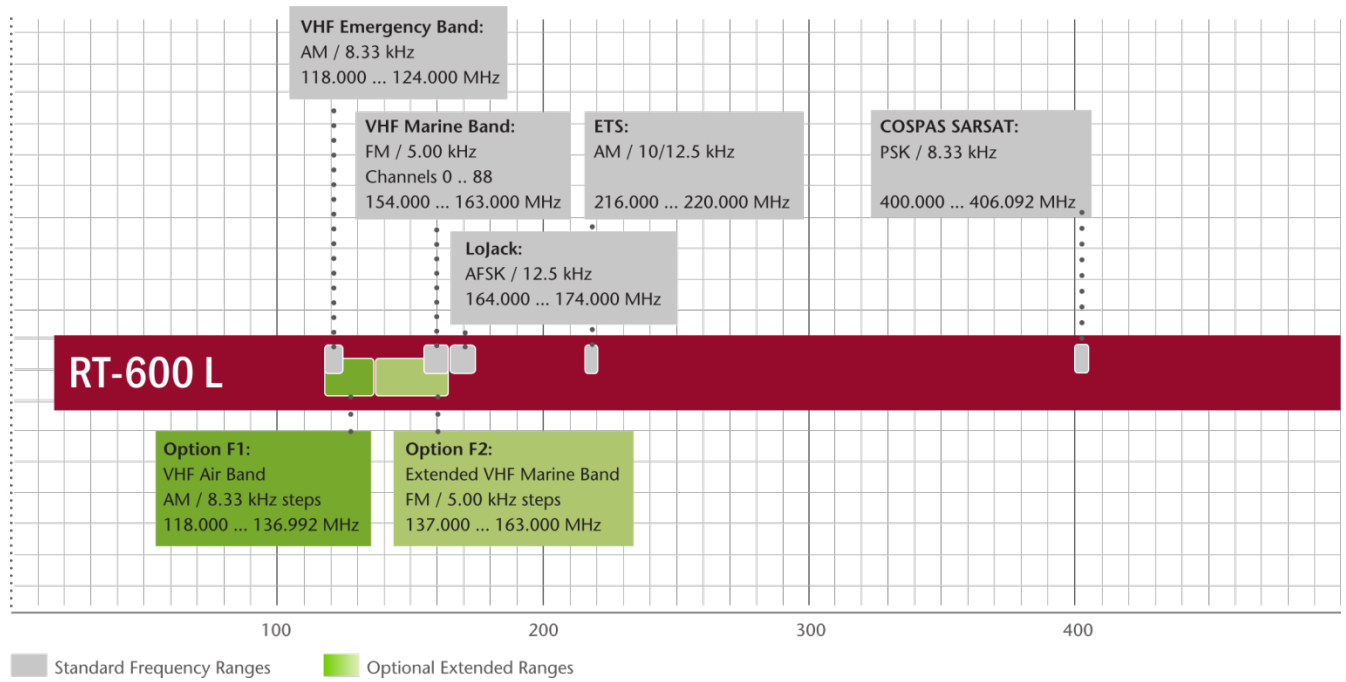 VHF Emergency Band:
AM / 8.33 kHz
118.000 ... 124.000 MHz
VHF Marine Band:
FM / 5.00 kHz
Channels 0 .. 88
154.000 ... 163.000 MHz
ETS:
AM / 10/12.5 kHz
216.000 ... 220.000 MHz
COSPAS SARSAT:
PSK / 8.33 kHz
400.000 ... 406.092 MHz
LoJack:
AFSK / 12.5 kHz
164.000 ... 174.000 MHz
RT-600 L
Option F1:
VHF Air Band
AM / 8.33 kHz steps
118.000 ... 136.992 MHz
Option F2:
Extended VHF Marine Band
FM / 5.00 kHz steps
137.000 ... 163.000 MHz
100 200 300 400
Standard Frequency Ranges
Optional Extended Ranges